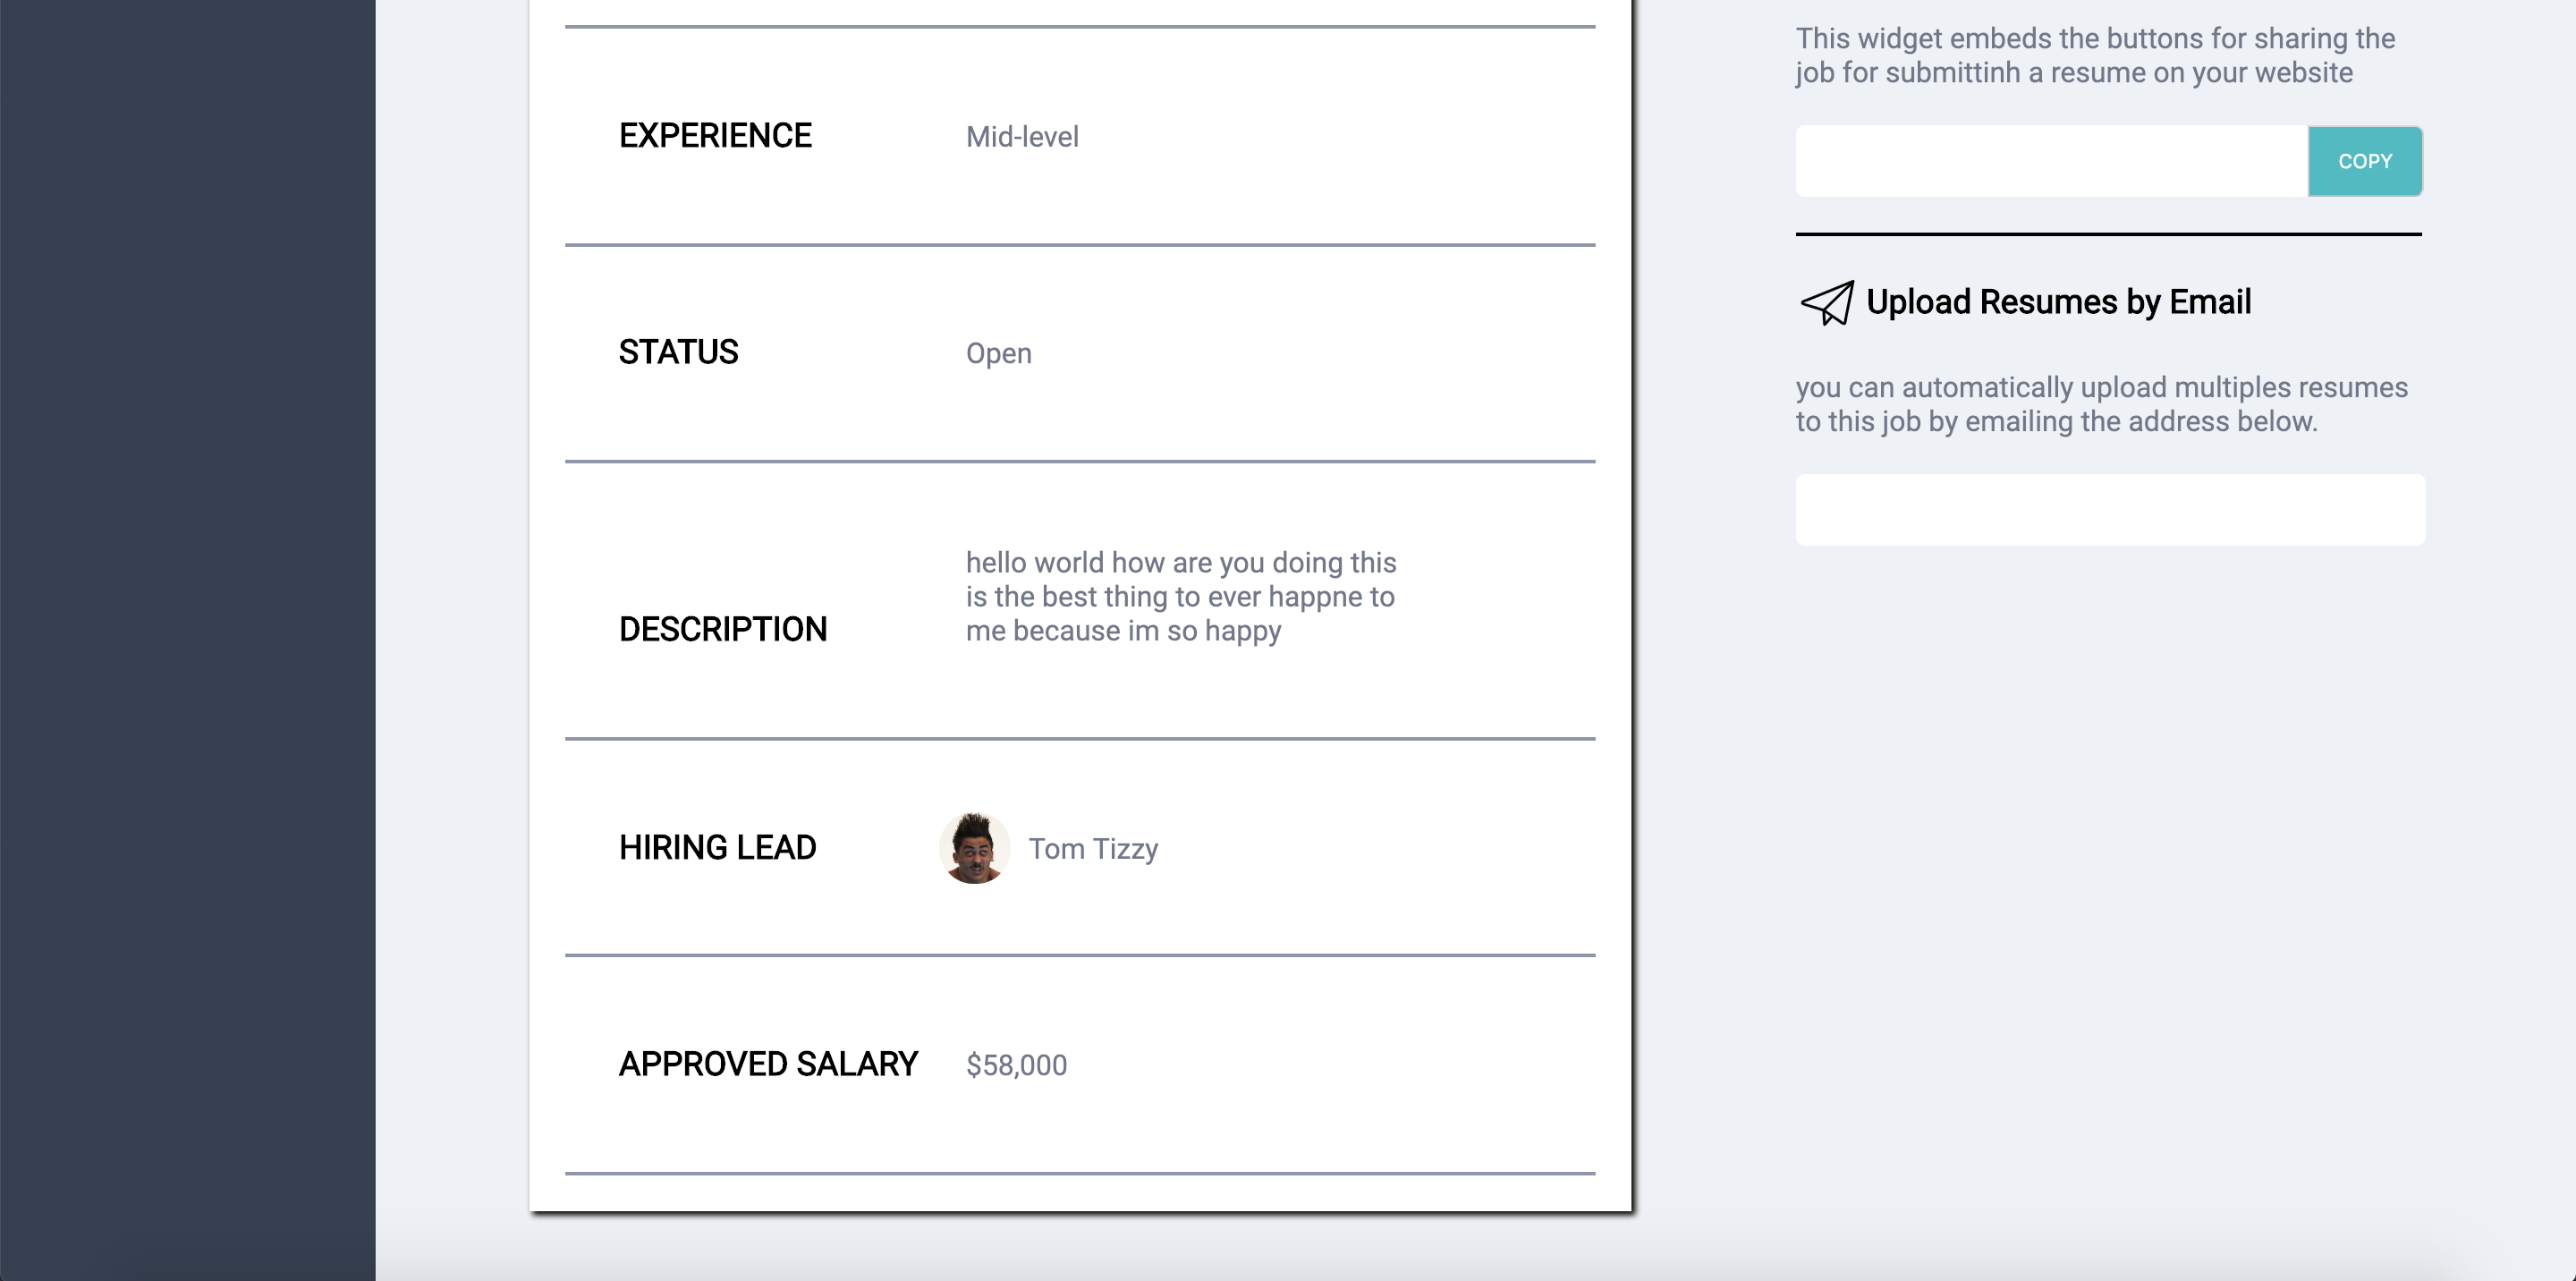 EXPERIENCE Mid-level
STATUS Open
hello world how are you doing this
is the best thing to ever happne to
DESCRIPTION me because im so happy
HIRING LEAD Tom Tizzy
APPROVED SALARY $58,000
This widget embeds the buttons for sharing the
job for submittinh a resume on your website
COPY
Upload Resumes by Email
you can automatically upload multiples resumes
to this job by emailing the address below.